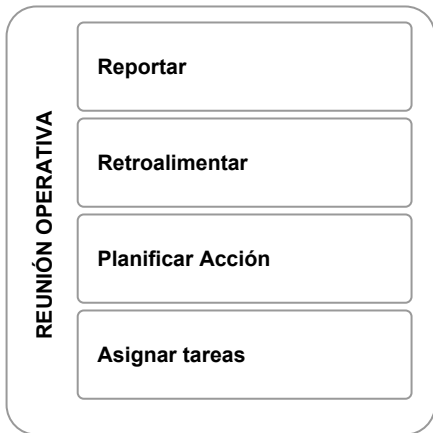 REUNIÓN OPERATIVA
Reportar
Retroalimentar
Planificar Acción
Asignar tareas